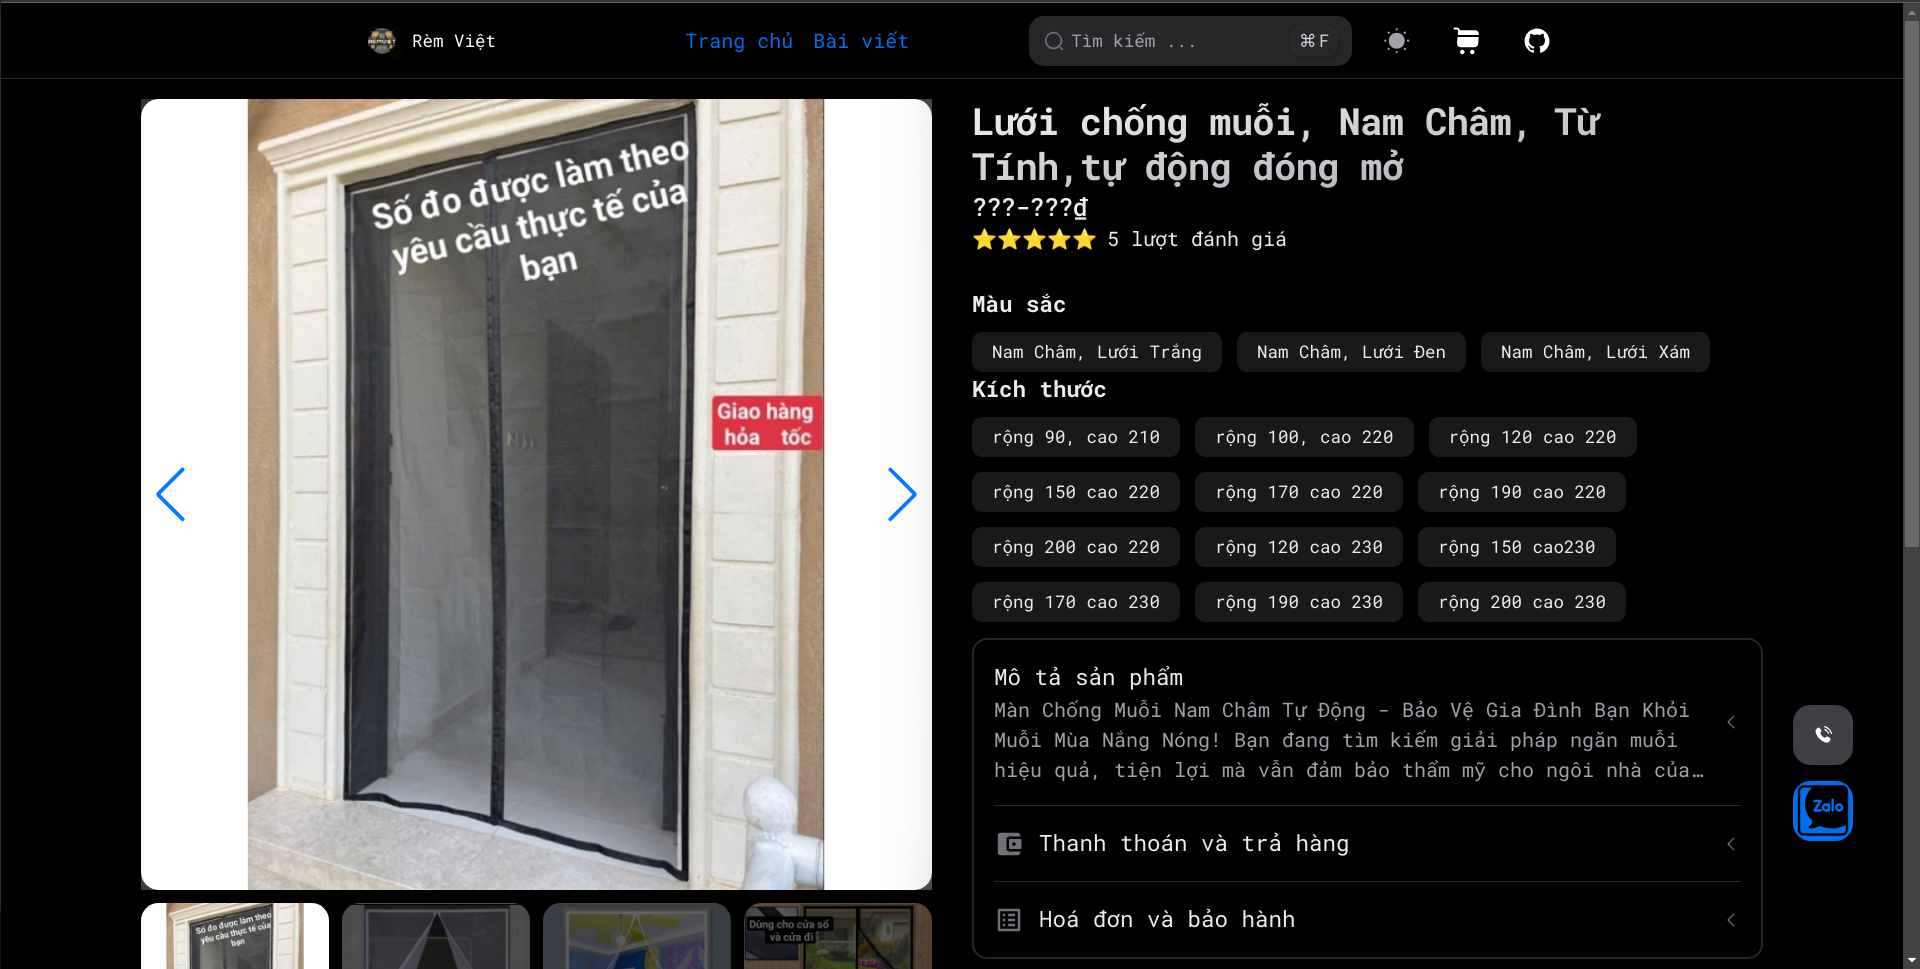 Rèm Việt
Trang chủ Bài viết
Tìm kiếm ... ⌘F
Số đo được làm theo
yêu cầu thực tế của
bạn
Giao hàng
hỏa tốc
Số đo được làm theo
yêu cầu thực tế của
bạn
Dùng cho cửa sổ
và cửa đi
Lưới chống muỗi, Nam Châm, Từ
Tính,tự động đóng mở
???-???₫
⭐⭐⭐⭐⭐ 5 lượt đánh giá
Màu sắc
Nam Châm, Lưới Trắng
Nam Châm, Lưới Đen
Nam Châm, Lưới Xám
Kích thước
rộng 90, cao 210
rộng 100, cao 220
rộng 120 cao 220
rộng 150 cao 220
rộng 170 cao 220
rộng 190 cao 220
rộng 200 cao 220
rộng 120 cao 230
rộng 150 cao230
rộng 170 cao 230
rộng 190 cao 230
rộng 200 cao 230
Mô tả sản phẩm
Màn Chống Muỗi Nam Châm Tự Động - Bảo Vệ Gia Đình Bạn Khỏi
Muỗi Mùa Nắng Nóng! Bạn đang tìm kiếm giải pháp ngăn muỗi
hiệu quả, tiện lợi mà vẫn đảm bảo thẩm mỹ cho ngôi nhà của…
Thanh thoán và trả hàng
Hoá đơn và bảo hành
Zalo